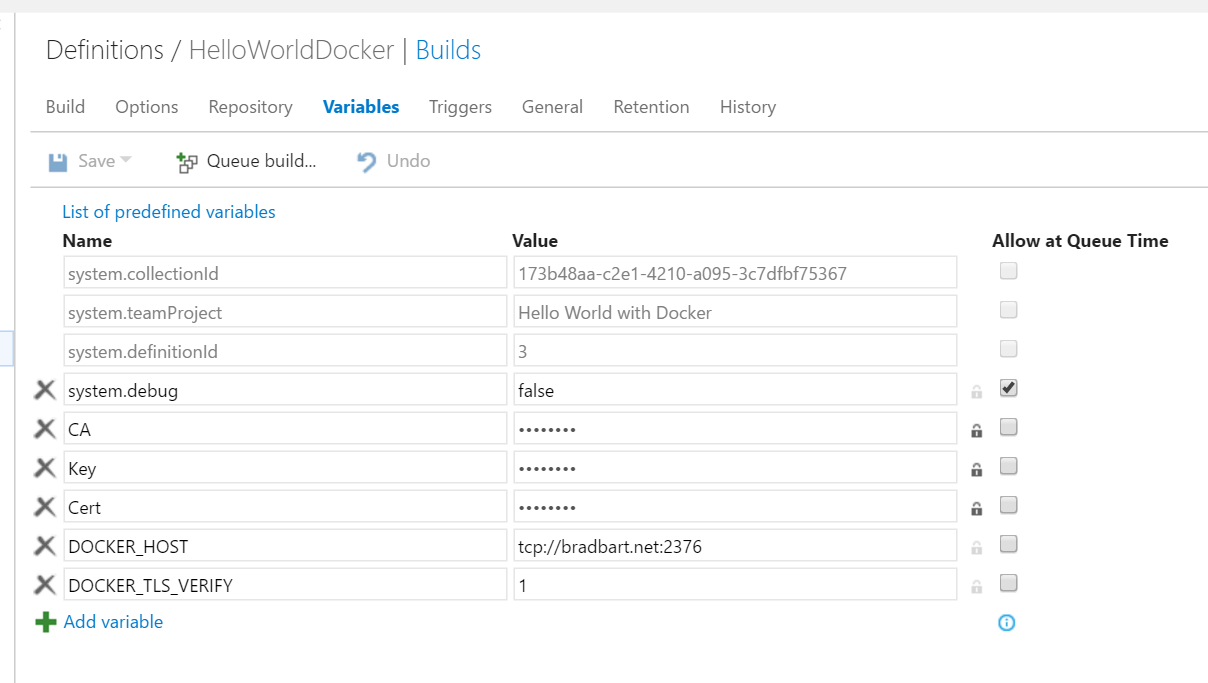 Definitions / HelloWorldDocker | Builds
Build Options Repository Variables Triggers General Retention History
Save Queue build... Undo
List of predefined variables
Name Value Allow at Queue Time
system.collectionId 173b48aa-c2e1-4210-a095-3c7dfbf75367
system.teamProject Hello World with Docker
system.definitionId 3
system.debug false
CA ••••••••
Key ••••••••
Cert ••••••••
DOCKER_HOST tcp://bradbart.net:2376
DOCKER_TLS_VERIFY 1
Add variable